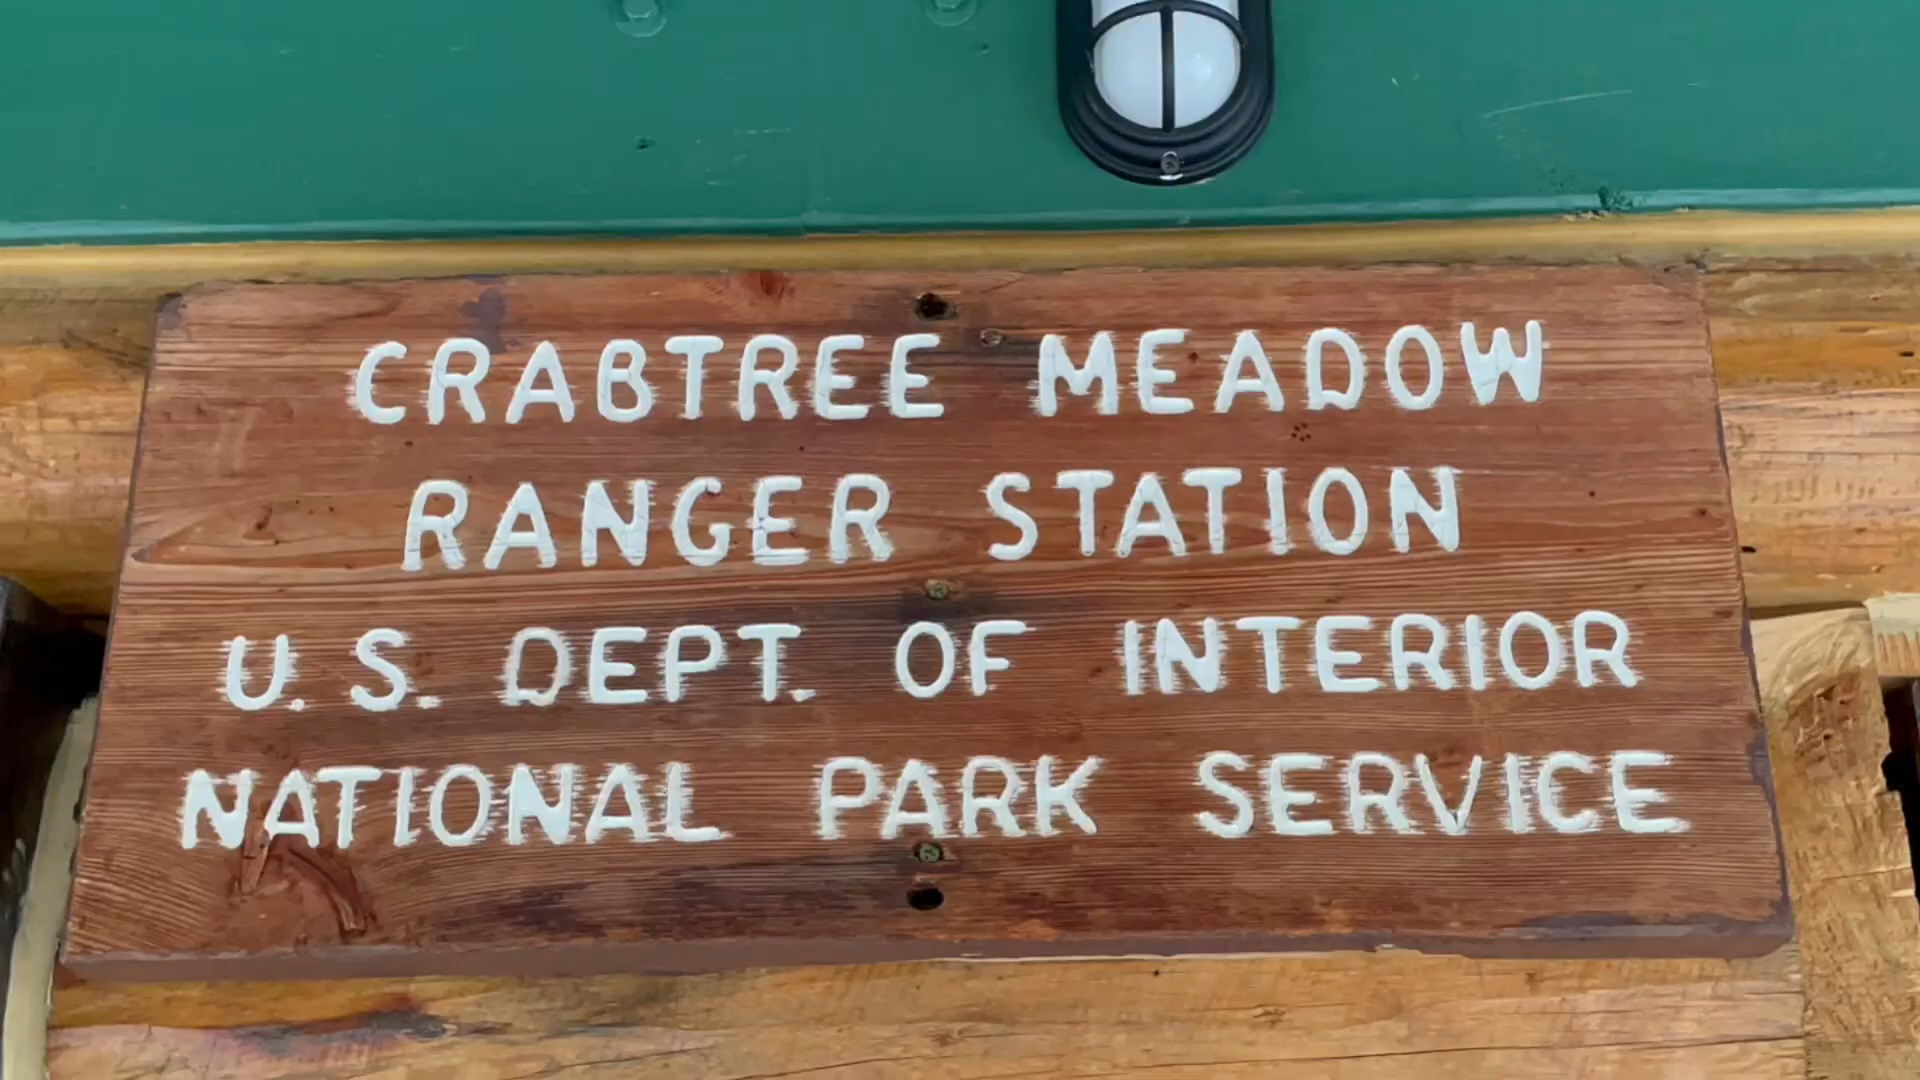 CRABTREE MEADOW
RANGER STATION
U.S. DEPT. OF INTERIOR
NATIONAL PARK SERVICE